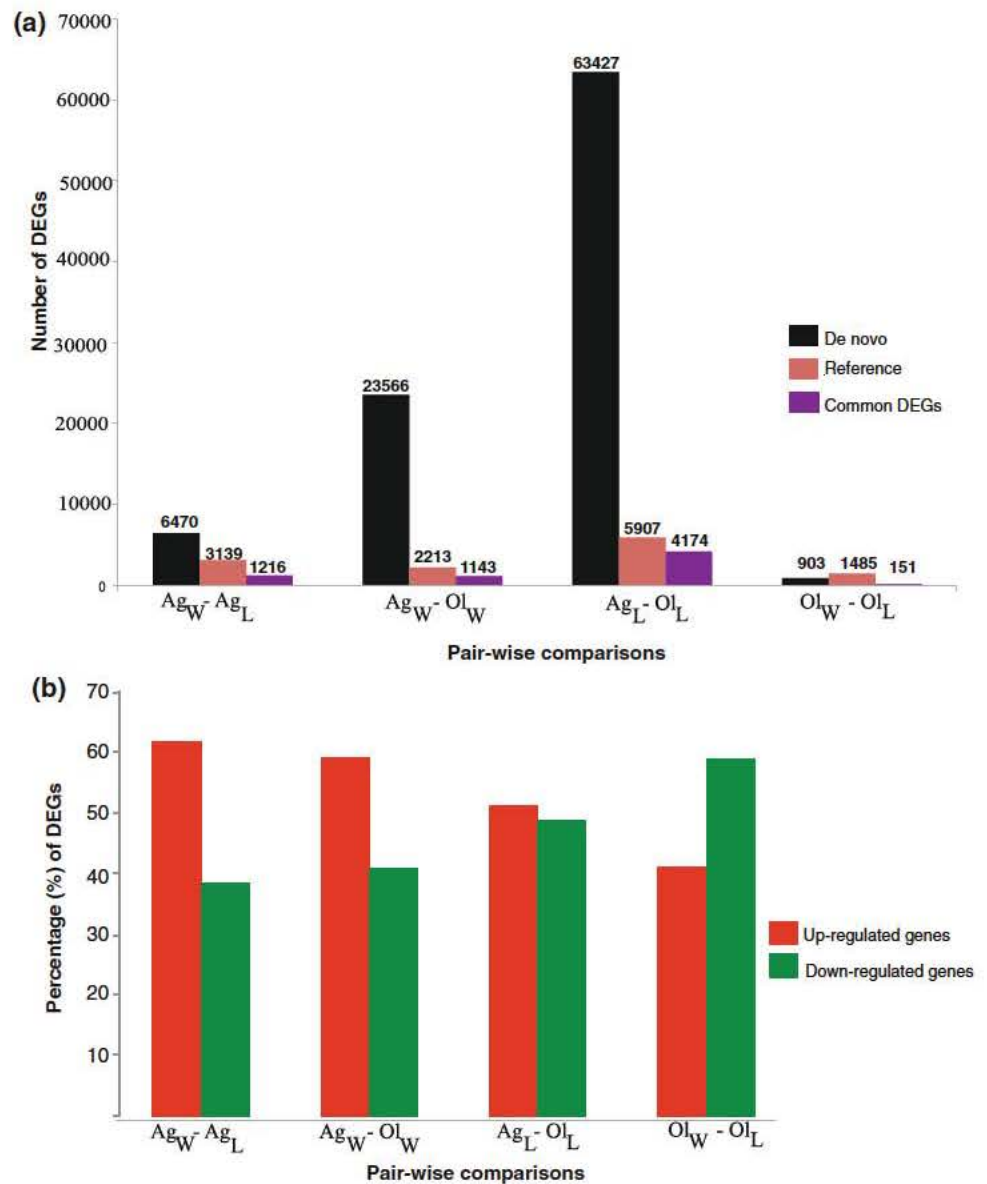 (a)
70000
60000
50000
40000
30000
20000
10000
0
Number of DEGs
6470
3139
1216
23566
2213
1143
63427
5907
4174
903 1485 151
De novo
Reference
Common DEGs
AgW- AgL
AgW - OlW
AgL - OlL
OlW - OlL
Pair-wise comparisons
(b)
70
60
50
40
30
20
10
Percentage (%) of DEGs
Up-regulated genes
Down-regulated genes
AgW- AgL
AgW - OlW
AgL - OlL
OlW - OlL
Pair-wise comparisons